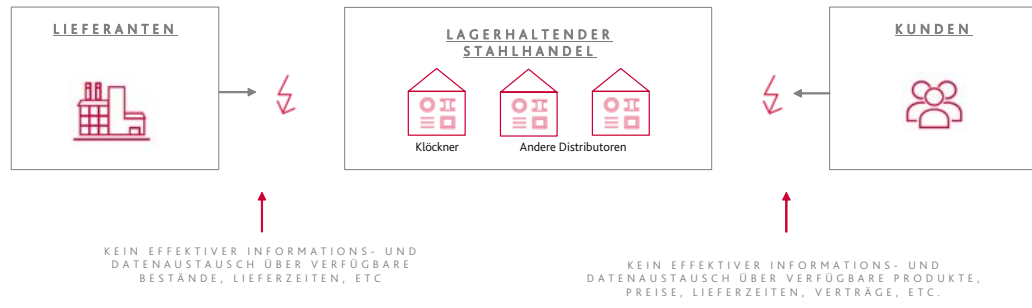 LIEFERANTEN
LAGERHALTENDER
STAHLHANDEL
KUNDEN
Klöckner
Andere Distributoren
KEIN EFFEKTIVER INFORMATIONS- UND
DATENAUSTAUSCH ÜBER VERFÜGBARE
BESTÄNDE, LIEFERZEITEN, ETC
KEIN EFFEKTIVER INFORMATIONS- UND
DATENAUSTAUSCH ÜBER VERFÜGBARE PRODUKTE,
PREISE, LIEFERZEITEN, VERTRÄGE, ETC.